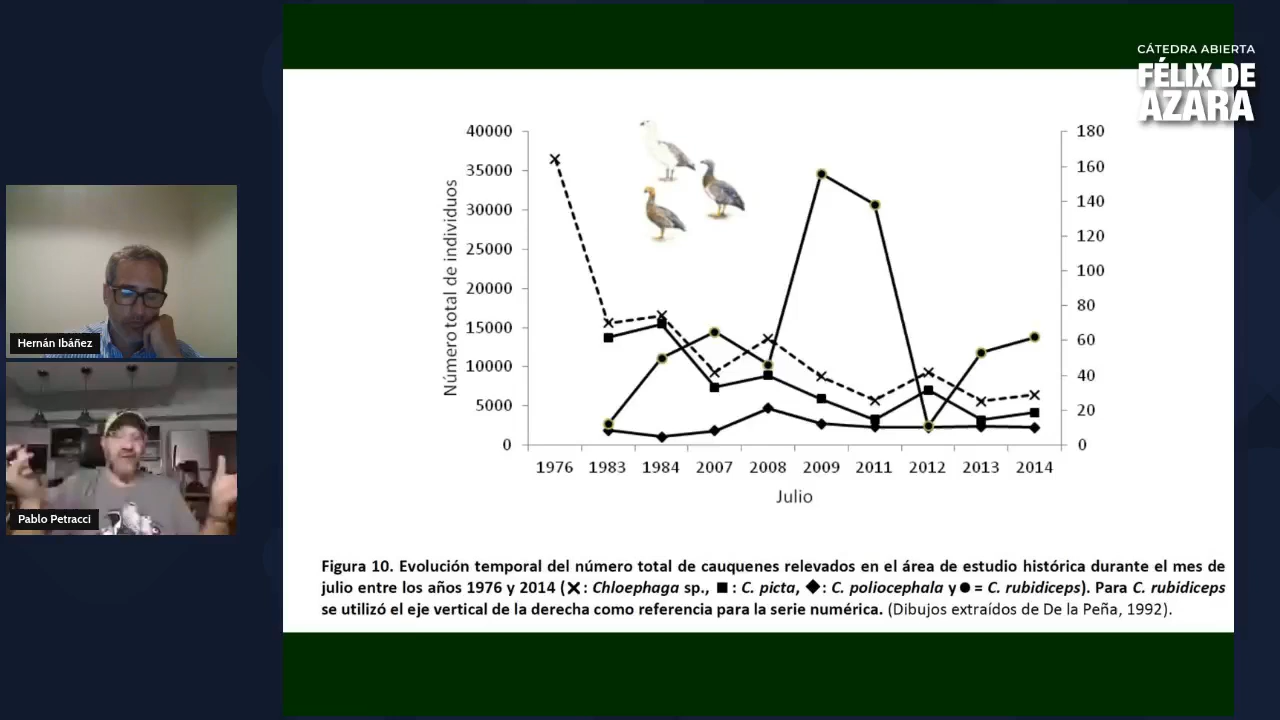 CÁTEDRA ABIERTA
FÉLIX DE
AZARA
Hernán Ibáñez
Pablo Petracci
40000
35000
30000
25000
20000
15000
10000
5000
0
Número total de individuos
180
160
140
120
100
80
60
40
20
0
1976 1983 1984 2007 2008 2009 2011 2012 2013 2014
Julio
Figura 10. Evolución temporal del número total de cauquenes relevados en el área de estudio histórica durante el mes de
julio entre los años 1976 y 2014 (✕: Chloephaga sp., ■: C. picta, ◆: C. poliocephala y ●= C. rubidiceps). Para C. rubidiceps
se utilizó el eje vertical de la derecha como referencia para la serie numérica. (Dibujos extraídos de De la Peña, 1992).